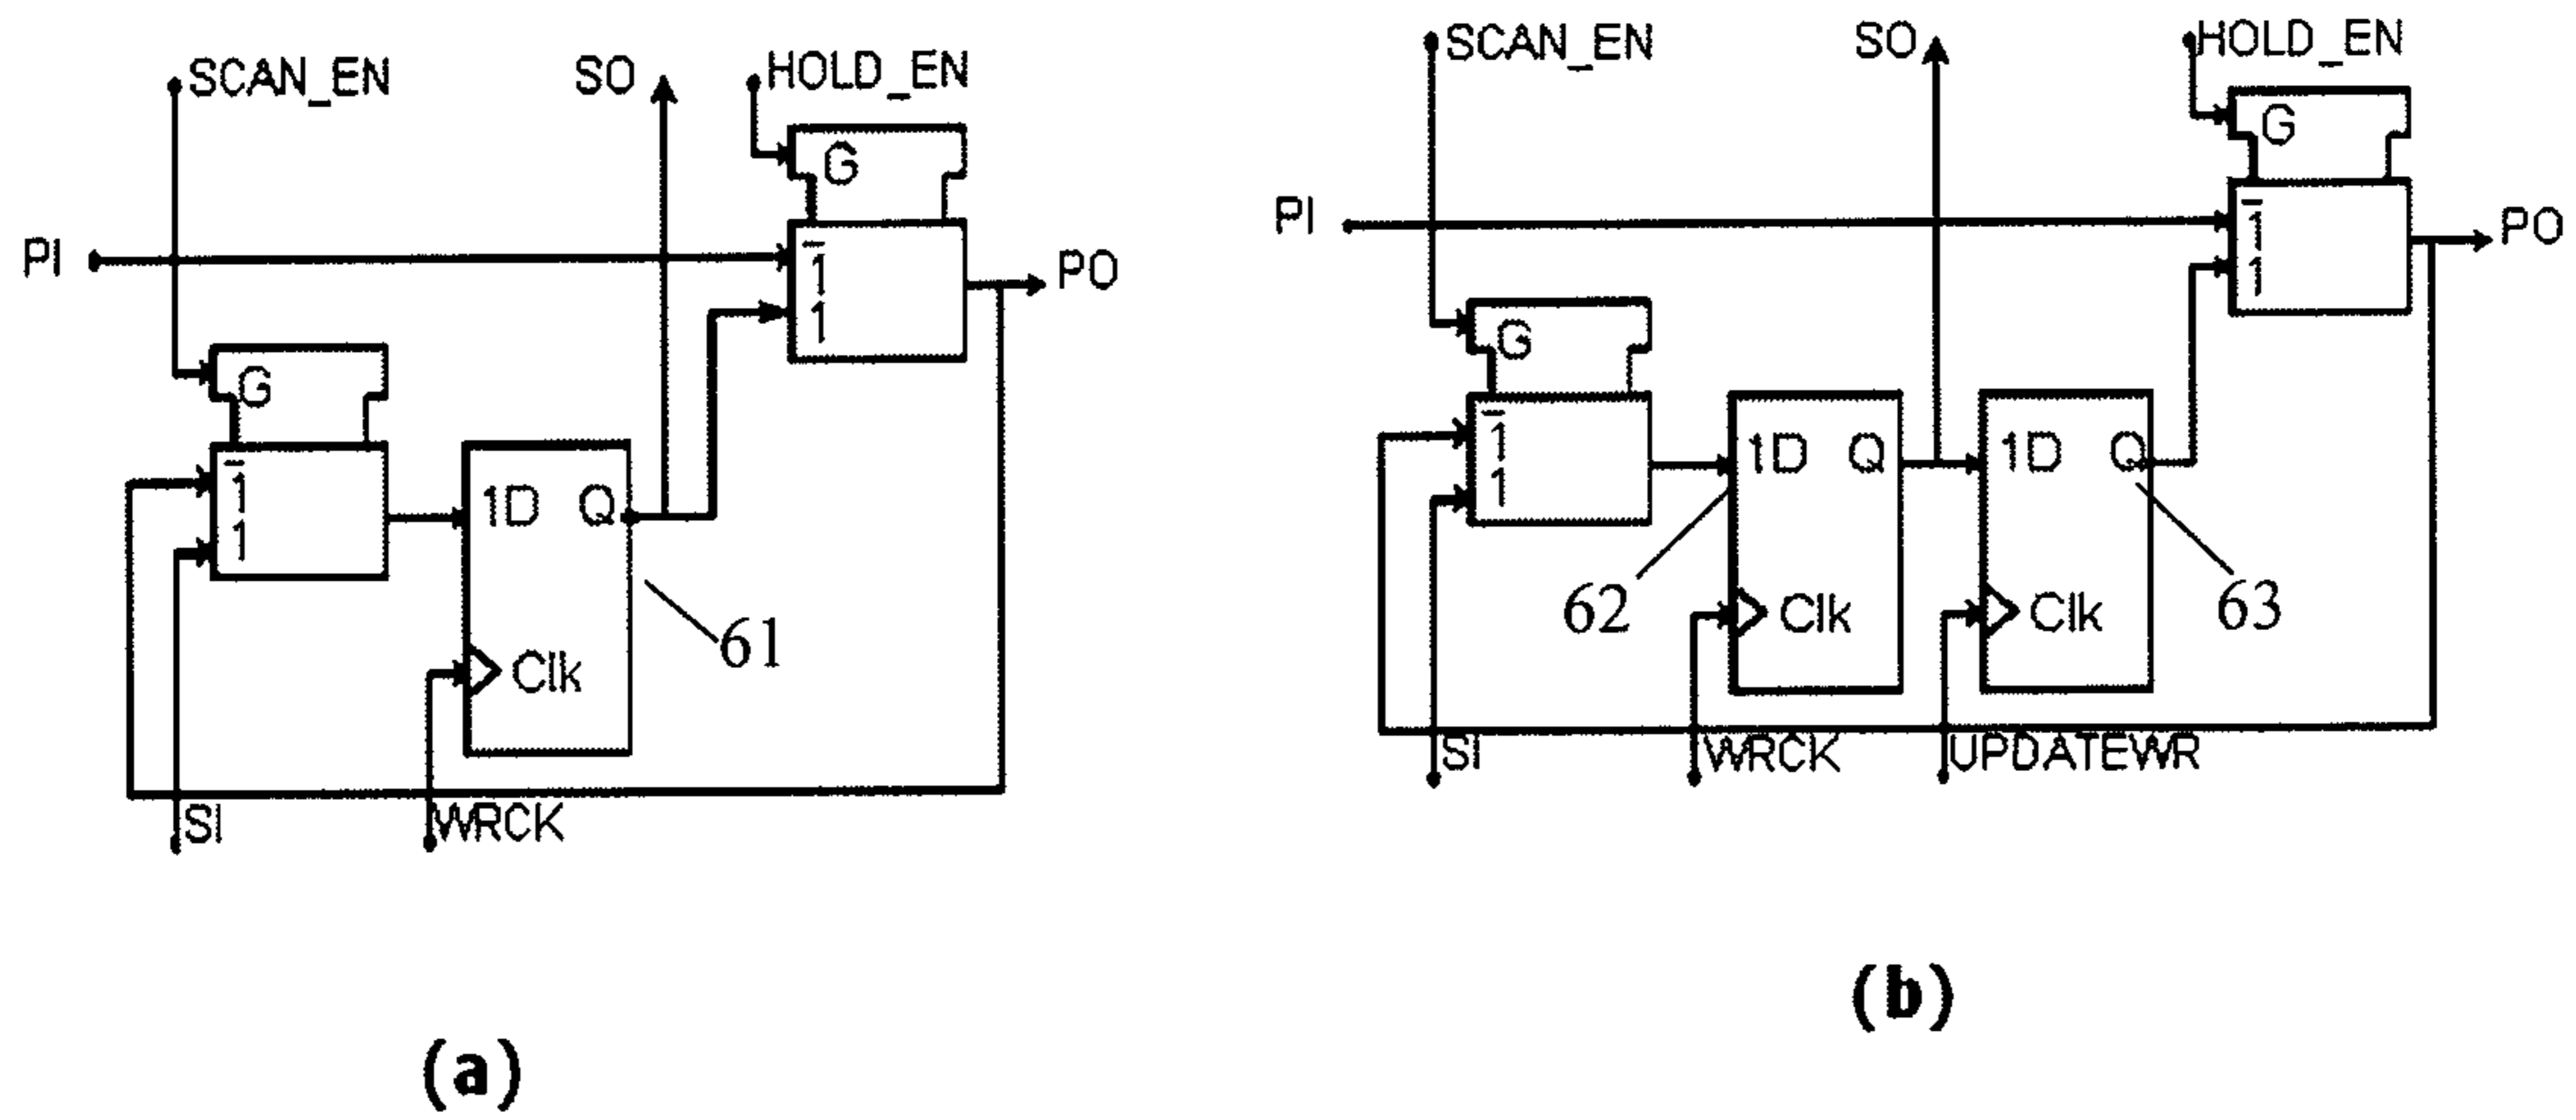 SCAN_EN
SO
HOLD_EN
G
PI
1
1
PO
G
1
1
1D Q
Clk
61
SI
WRCK
(a)
SCAN_EN
SO
HOLD_EN
G
PI
1
1
PO
G
1
1
1D Q
Clk
62
1D Q
Clk
63
SI
WRCK
UPDATEWR
(b)